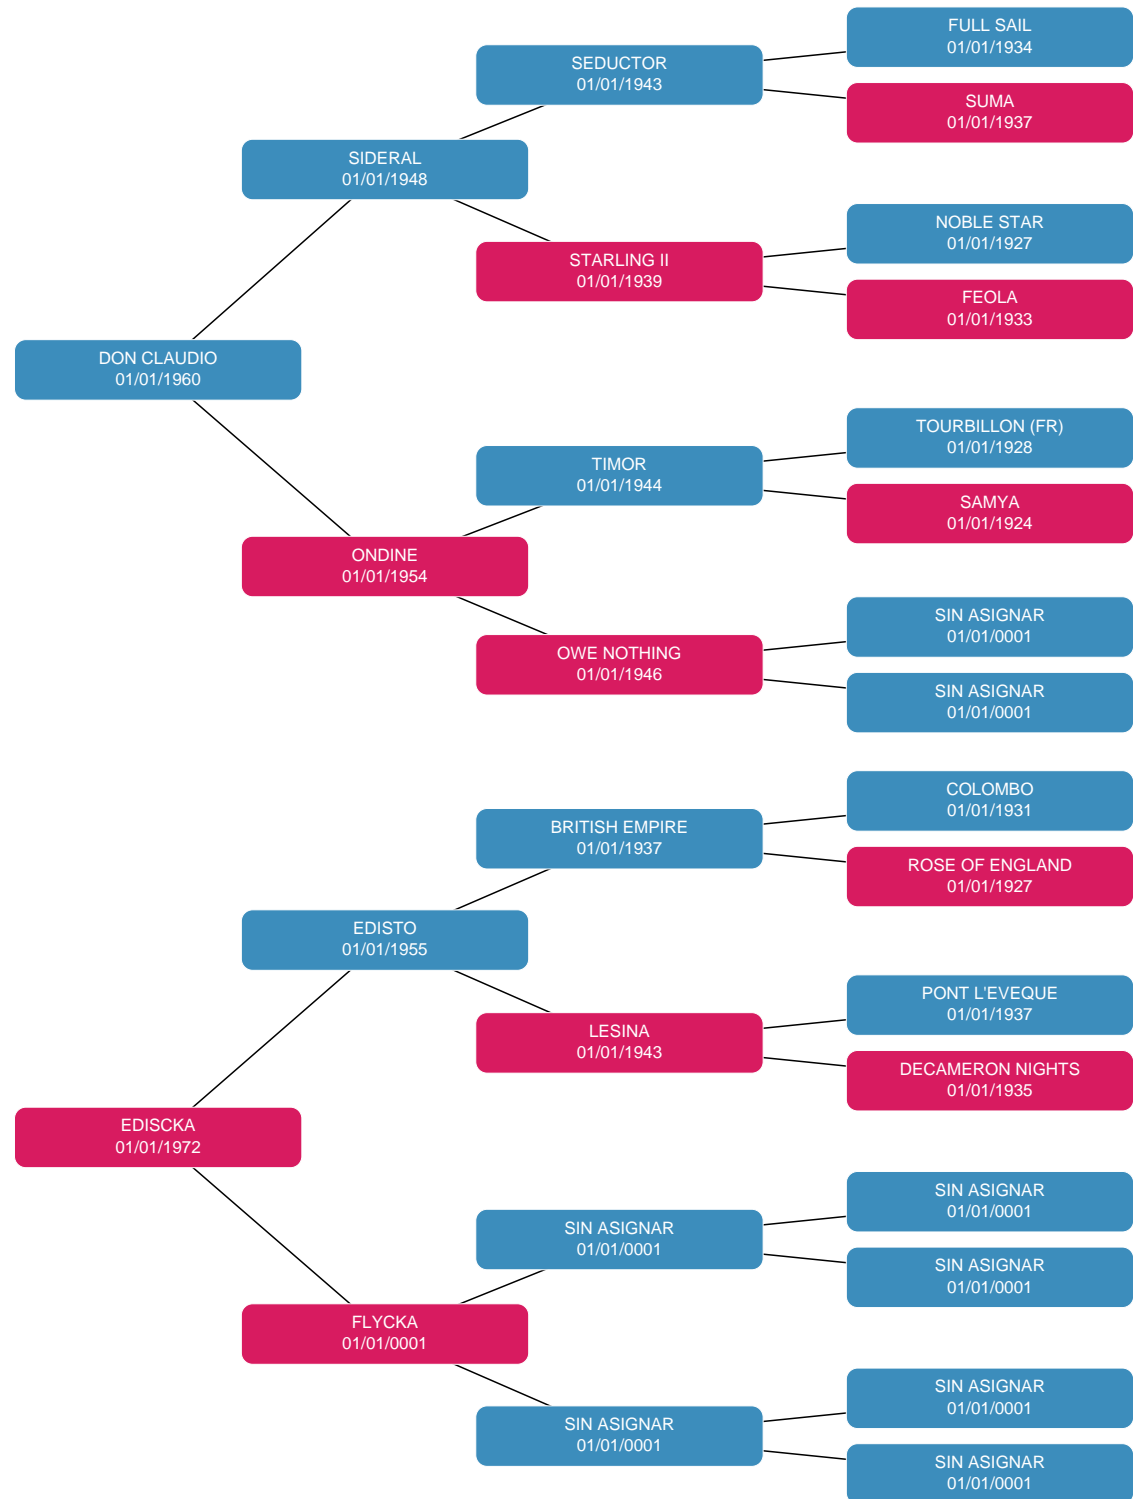 FULL SAIL
01/01/1934
SEDUCTOR
01/01/1943
SUMA
01/01/1937
SIDERAL
01/01/1948
NOBLE STAR
01/01/1927
STARLING II
01/01/1939
FEOLA
01/01/1933
DON CLAUDIO
01/01/1960
TOURBILLON (FR)
01/01/1928
TIMOR
01/01/1944
SAMYA
01/01/1924
ONDINE
01/01/1954
SIN ASIGNAR
01/01/0001
OWE NOTHING
01/01/1946
SIN ASIGNAR
01/01/0001
COLOMBO
01/01/1931
BRITISH EMPIRE
01/01/1937
ROSE OF ENGLAND
01/01/1927
EDISTO
01/01/1955
PONT L'EVEQUE
01/01/1937
LESINA
01/01/1943
DECAMERON NIGHTS
01/01/1935
EDISCKA
01/01/1972
SIN ASIGNAR
01/01/0001
SIN ASIGNAR
01/01/0001
SIN ASIGNAR
01/01/0001
FLYCKA
01/01/0001
SIN ASIGNAR
01/01/0001
SIN ASIGNAR
01/01/0001
SIN ASIGNAR
01/01/0001